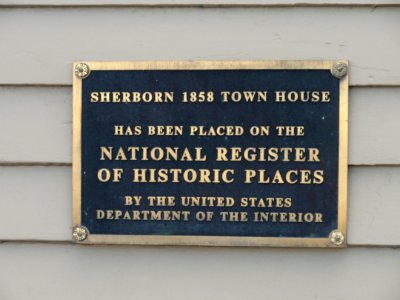 SHERBORN 1858 TOWN HOUSE
HAS BEEN PLACED ON THE
NATIONAL REGISTER
OF HISTORIC PLACES
BY THE UNITED STATES
DEPARTMENT OF THE INTERIOR